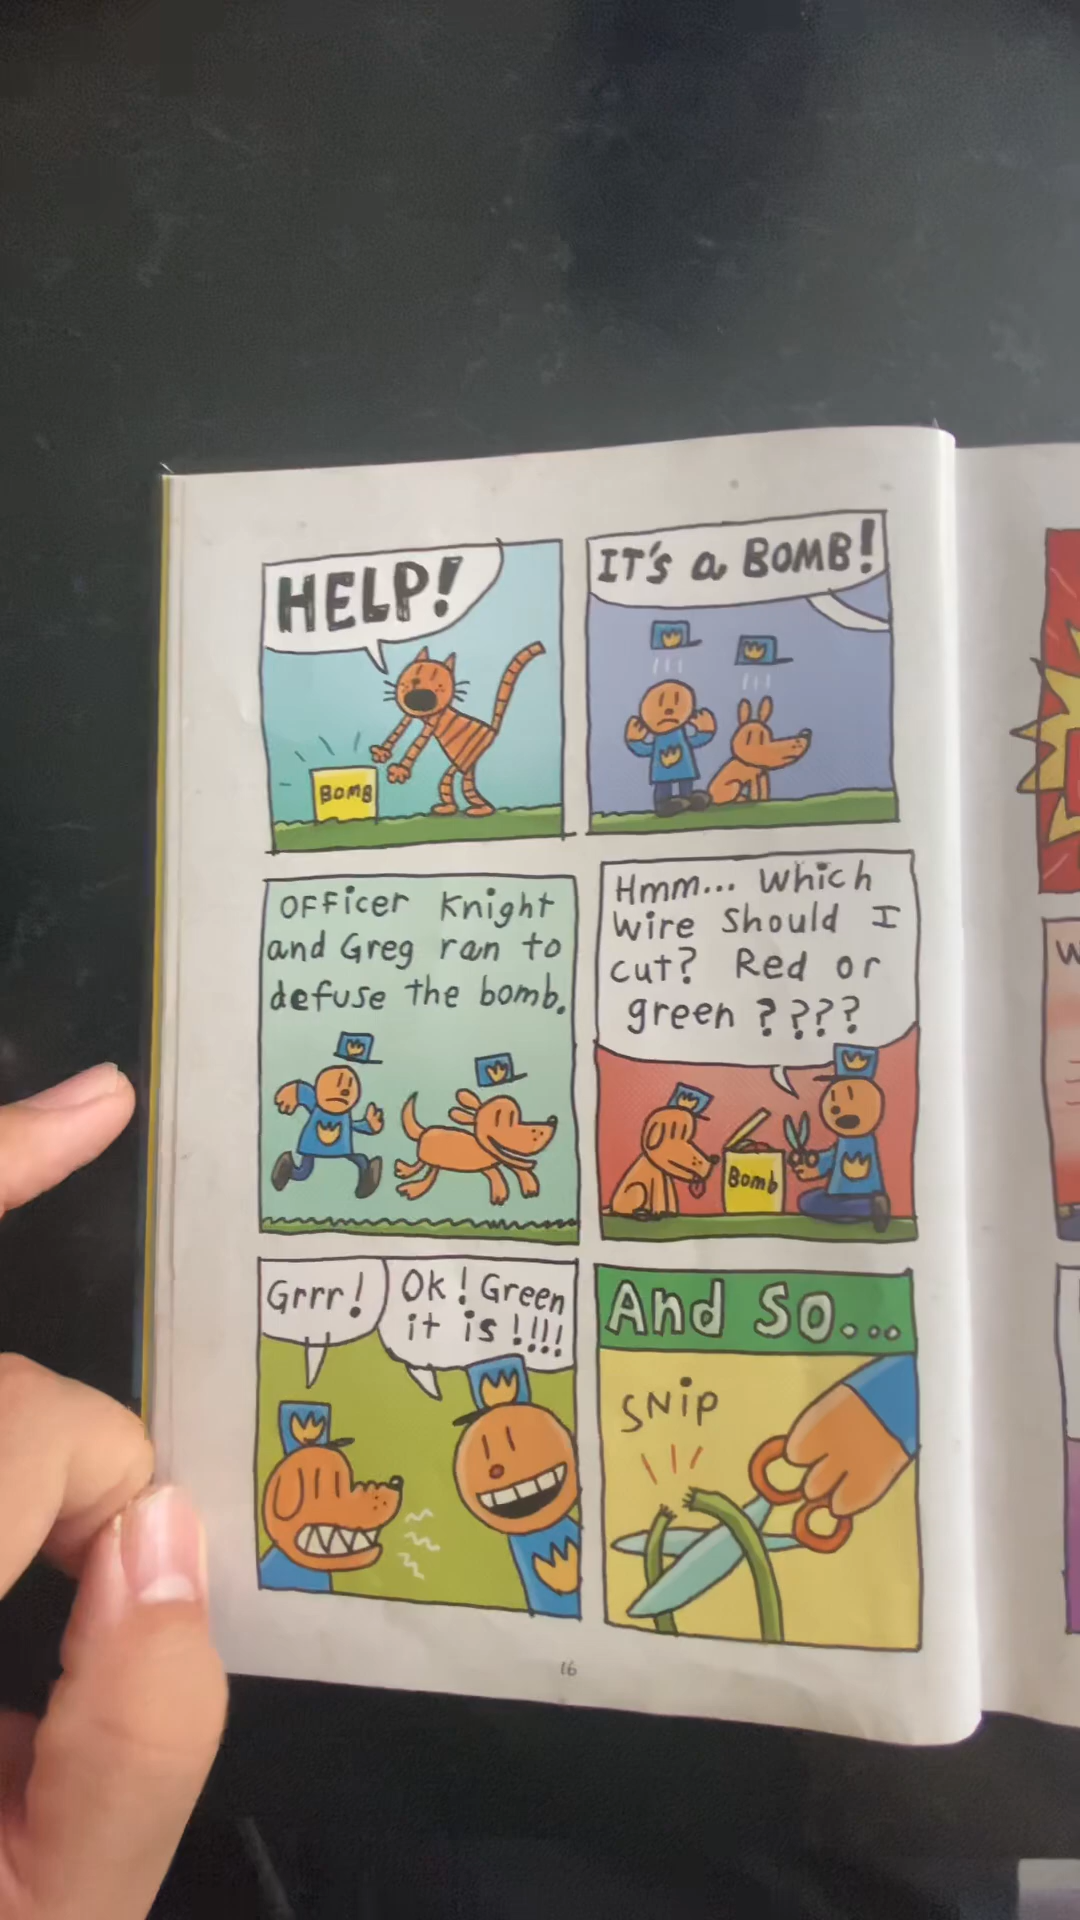 HELP!
BOMB
IT'S a BOMB!
OFFicer Knight
and Greg ran to
defuse the bomb.
Hmm... Which
wire should I
cut? Red or
green ????
Bomb
Grrr!
Ok! Green
it is!!!!
And So...
SNiP
16